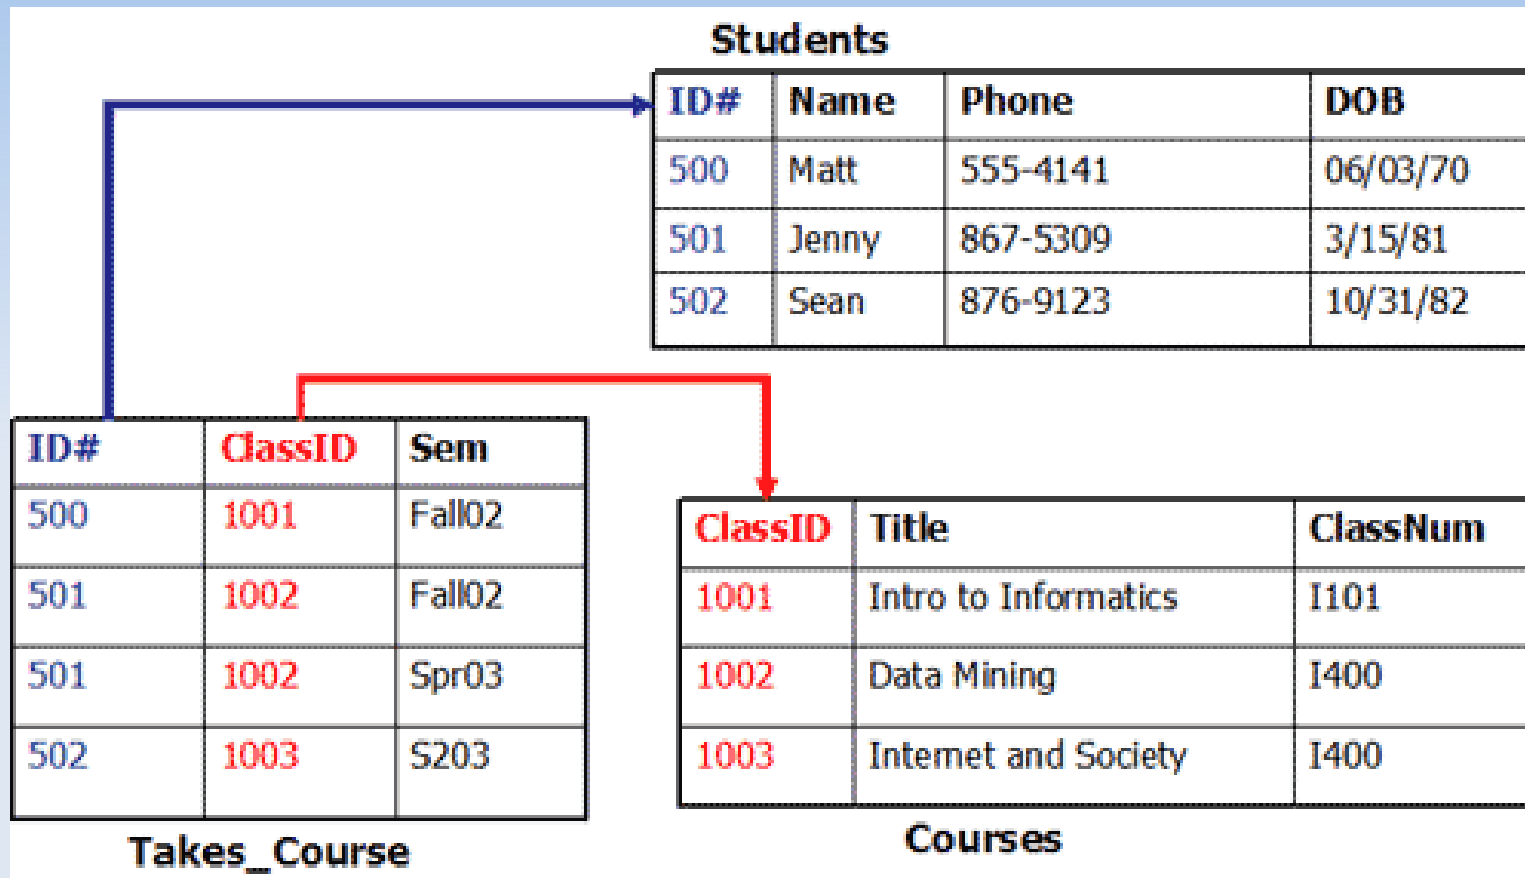 Students
ID# Name Phone DOB
500 Matt 555-4141 06/03/70
501 Jenny 867-5309 3/15/81
502 Sean 876-9123 10/31/82
ID# ClassID Sem
500 1001 Fall02
501 1002 Fall02
501 1002 Spr03
502 1003 S203
Takes_Course
ClassID Title ClassNum
1001 Intro to Informatics I101
1002 Data Mining I400
1003 Internet and Society I400
Courses